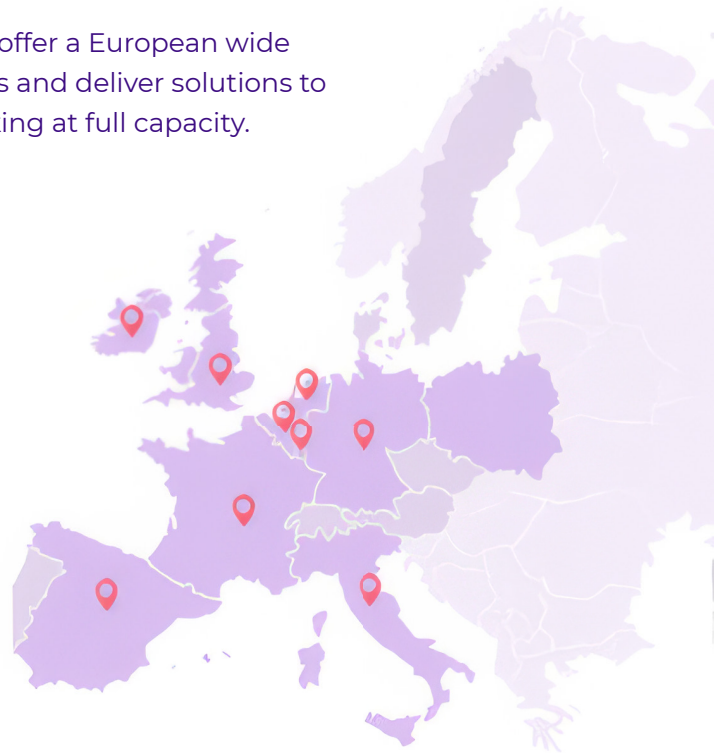 offer a European wide
s and deliver solutions to
ing at full capacity.